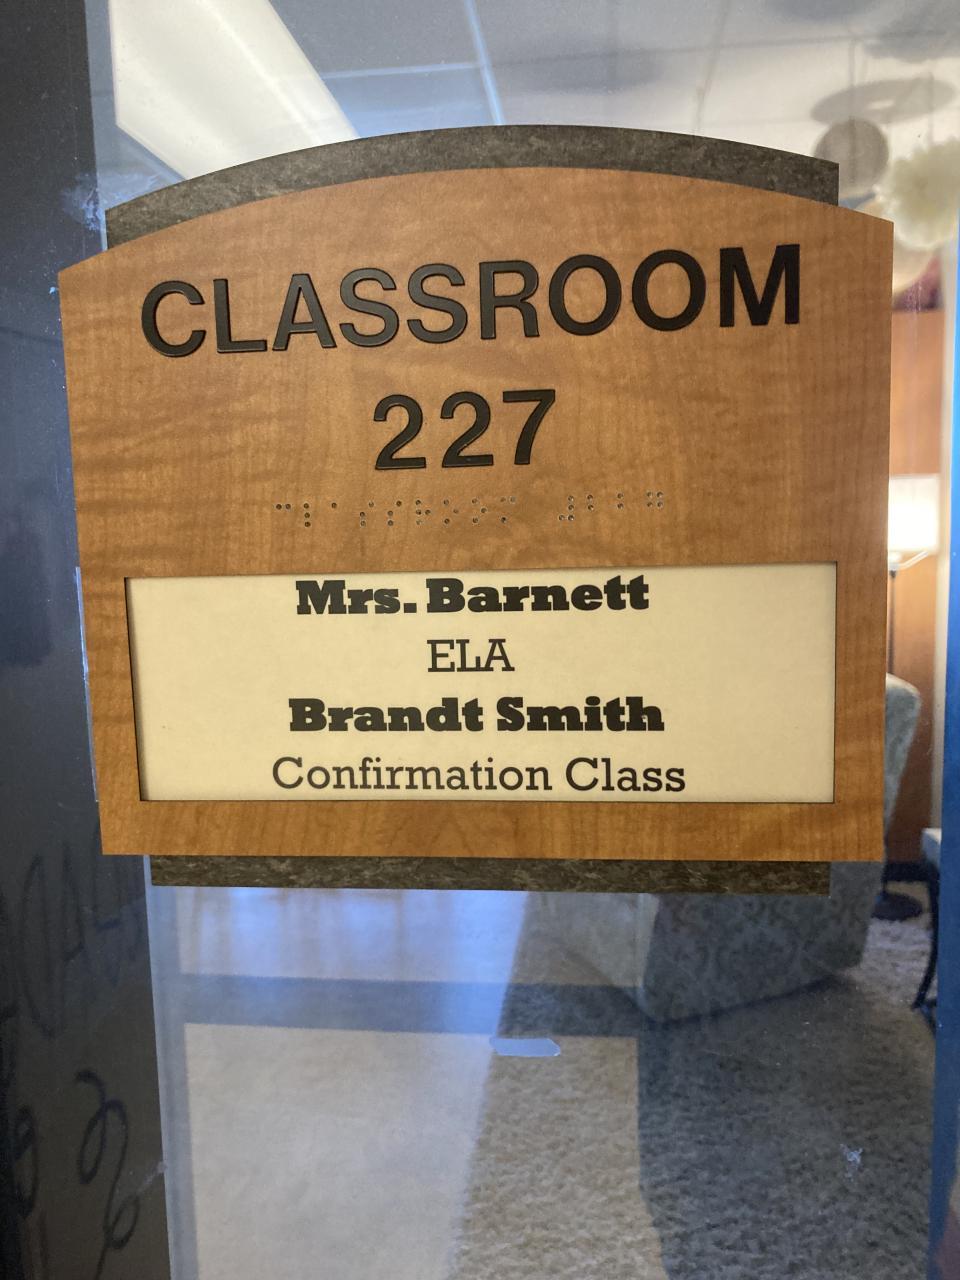 CLASSROOM
227
Mrs. Barnett
ELA
Brandt Smith
Confirmation Class